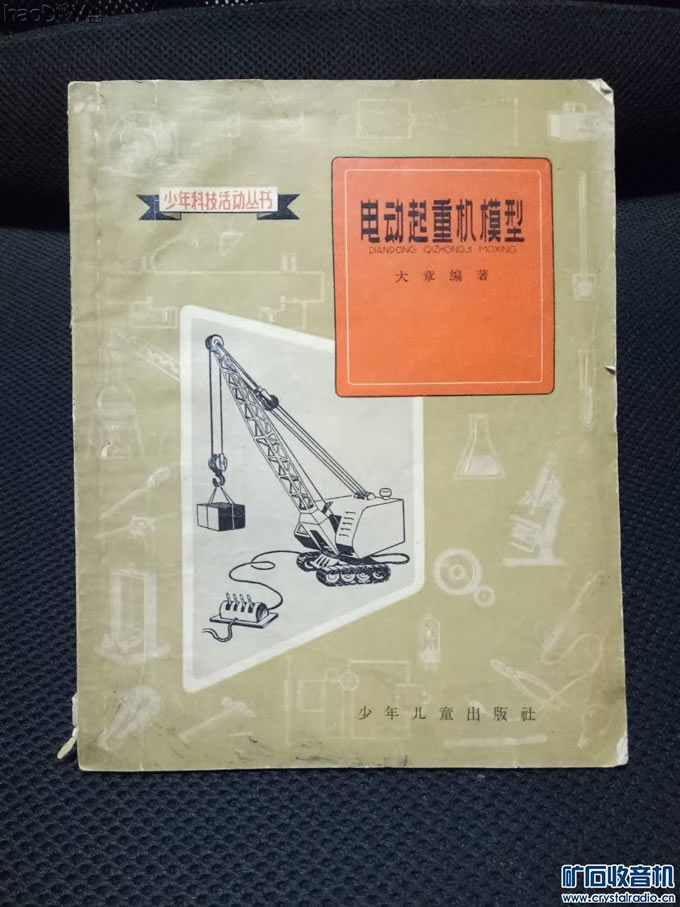 少年科技活动丛书
电动起重机模型
DIANDONG QIZHONGJI MOXING
大章编著
少年儿童出版社
矿石收音机
www.crystalradio.cn